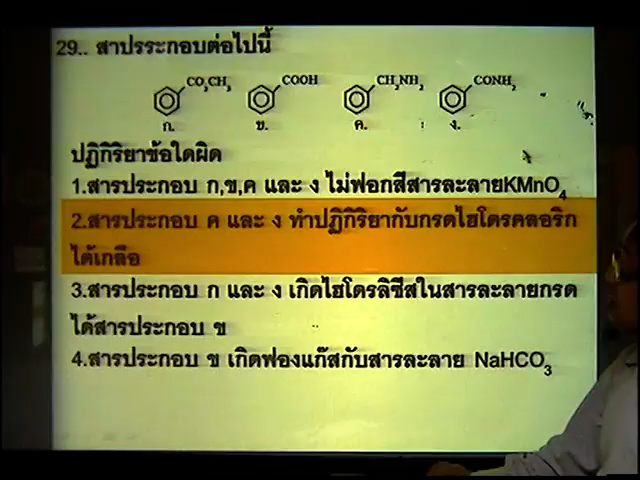 29.. สาปรระกอบต่อไปนี้
CO₂CH₃ COOH CH₂NH₂ CONH₂
ก. ข. ค. ง.
ปฏิกิริยาข้อใดผิด
1.สารประกอบ ก,ข,ค และ ง ไม่ฟอกสีสารละลายKMnO₄
2.สารประกอบ ค และ ง ทำปฏิกิริยากับกรดไฮโดรคลอริก
ได้เกลือ
3.สารประกอบ ก และ ง เกิดไฮโดรลิซีสในสารละลายกรด
ได้สารประกอบ ข
4.สารประกอบ ข เกิดฟองแก๊สกับสารละลาย NaHCO₃